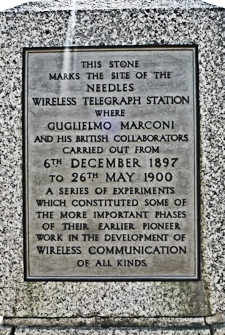 THIS STONE
MARKS THE SITE OF THE
NEEDLES
WIRELESS TELEGRAPH STATION
WHERE
GUGLIELMO MARCONI
AND HIS BRITISH COLLABORATORS
CARRIED OUT FROM
6TH DECEMBER 1897
TO 26TH MAY 1900
A SERIES OF EXPERIMENTS
WHICH CONSTITUTED SOME OF
THE MORE IMPORTANT PHASES
OF THEIR EARLIER PIONEER
WORK IN THE DEVELOPMENT OF
WIRELESS COMMUNICATION
OF ALL KINDS.